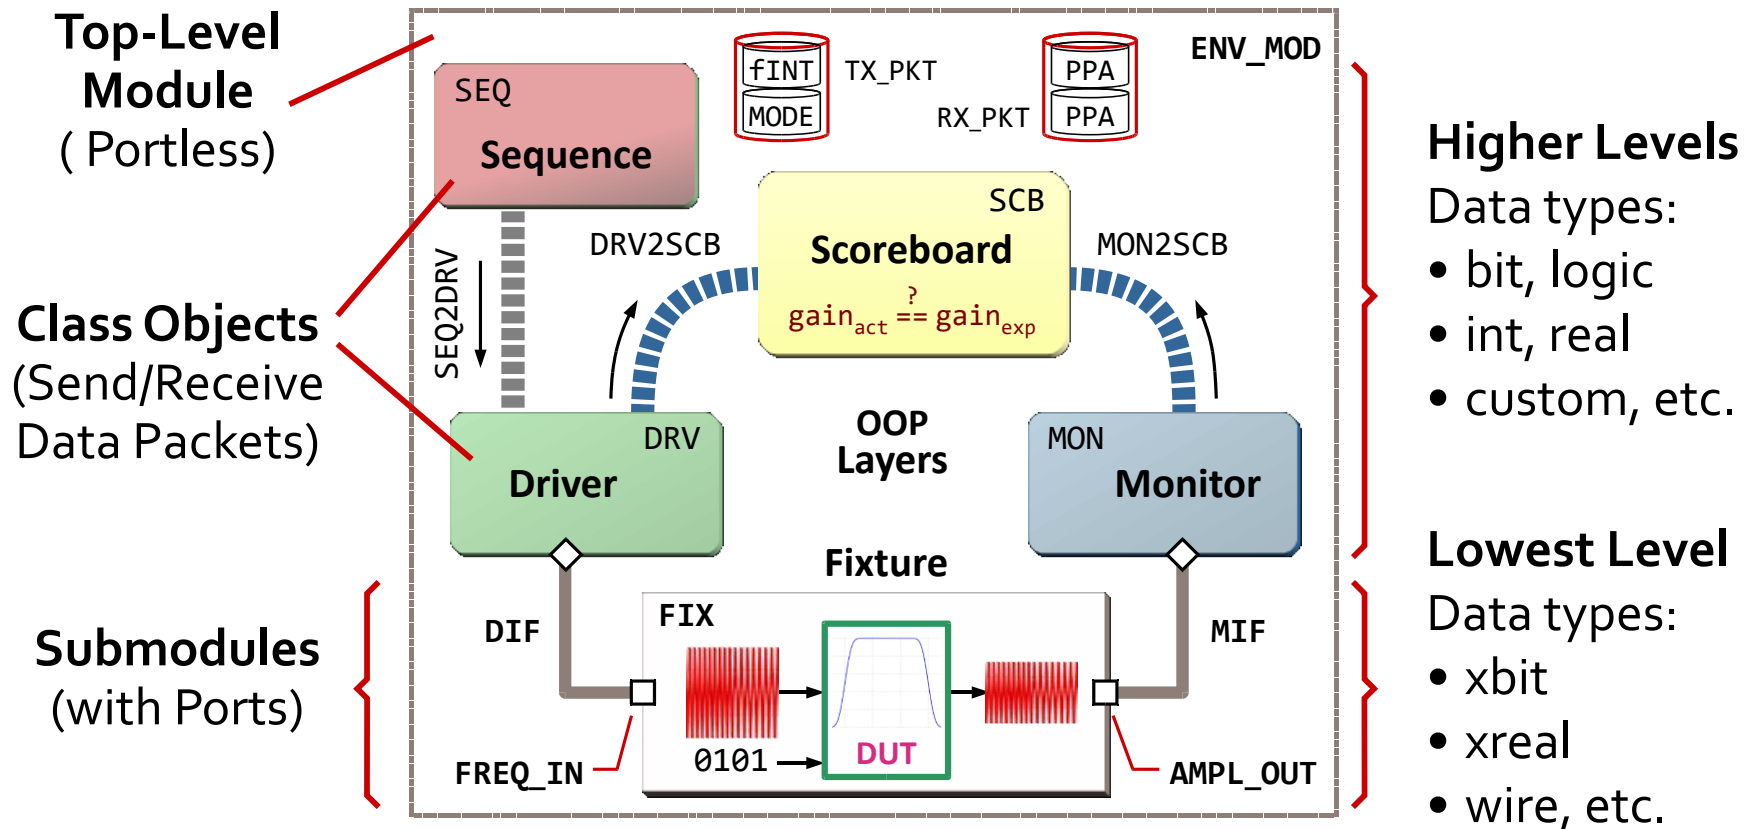 Top-Level
Module
( Portless)
Class Objects
(Send/Receive
Data Packets)
Submodules
(with Ports)
ENV_MOD
SEQ
Sequence
fINT
MODE
TX_PKT
RX_PKT
PPA
PPA
SEQ2DRV
DRV2SCB
SCB
Scoreboard
?
gain_act == gain_exp
MON2SCB
DRV
Driver
OOP
Layers
MON
Monitor
Fixture
DIF
FIX
MIF
0101
DUT
FREQ_IN
AMPL_OUT
Higher Levels
Data types:
• bit, logic
• int, real
• custom, etc.
Lowest Level
Data types:
• xbit
• xreal
• wire, etc.